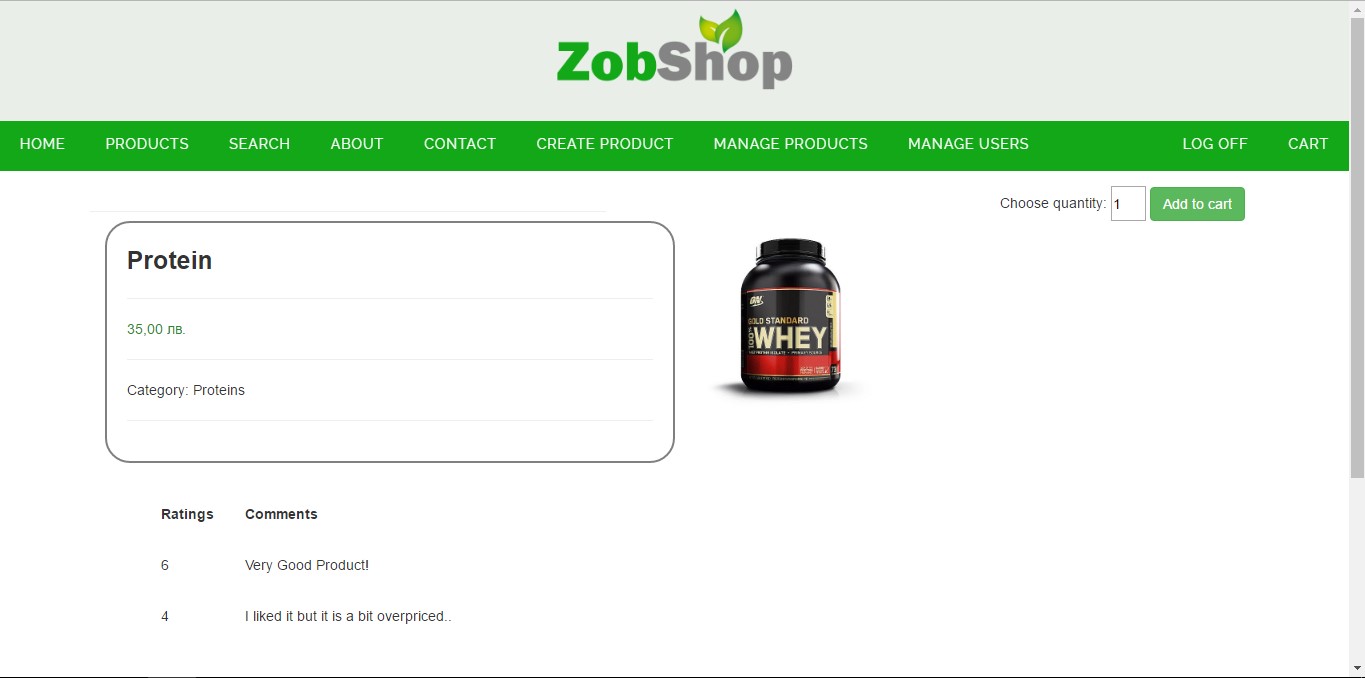 ZobShop
HOME PRODUCTS SEARCH ABOUT CONTACT CREATE PRODUCT MANAGE PRODUCTS MANAGE USERS LOG OFF CART
Choose quantity: 1 Add to cart
Protein
35,00 лв.
Category: Proteins
ON
GOLD STANDARD
100% WHEY
Ratings Comments
6 Very Good Product!
4 I liked it but it is a bit overpriced..